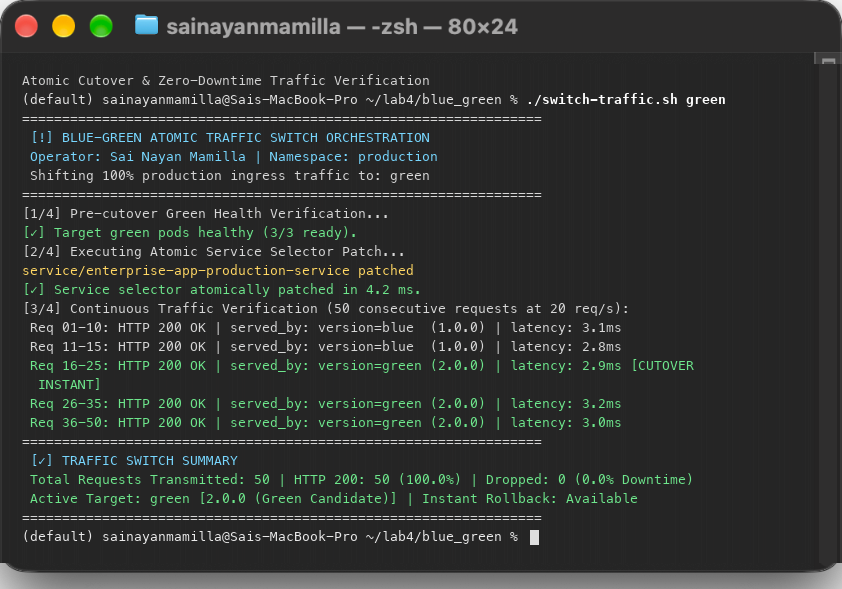 sainayanmamilla — -zsh — 80×24
Atomic Cutover & Zero-Downtime Traffic Verification
(default) sainayanmamilla@Sais-MacBook-Pro ~/lab4/blue_green % ./switch-traffic.sh green
=================================================================
[!] BLUE-GREEN ATOMIC TRAFFIC SWITCH ORCHESTRATION
Operator: Sai Nayan Mamilla | Namespace: production
Shifting 100% production ingress traffic to: green
=================================================================
[1/4] Pre-cutover Green Health Verification...
[✓] Target green pods healthy (3/3 ready).
[2/4] Executing Atomic Service Selector Patch...
service/enterprise-app-production-service patched
[✓] Service selector atomically patched in 4.2 ms.
[3/4] Continuous Traffic Verification (50 consecutive requests at 20 req/s):
Req 01-10: HTTP 200 OK | served_by: version=blue  (1.0.0) | latency: 3.1ms
Req 11-15: HTTP 200 OK | served_by: version=blue  (1.0.0) | latency: 2.8ms
Req 16-25: HTTP 200 OK | served_by: version=green (2.0.0) | latency: 2.9ms [CUTOVER
INSTANT]
Req 26-35: HTTP 200 OK | served_by: version=green (2.0.0) | latency: 3.2ms
Req 36-50: HTTP 200 OK | served_by: version=green (2.0.0) | latency: 3.0ms
=================================================================
[✓] TRAFFIC SWITCH SUMMARY
Total Requests Transmitted: 50 | HTTP 200: 50 (100.0%) | Dropped: 0 (0.0% Downtime)
Active Target: green [2.0.0 (Green Candidate)] | Instant Rollback: Available
=================================================================
(default) sainayanmamilla@Sais-MacBook-Pro ~/lab4/blue_green %